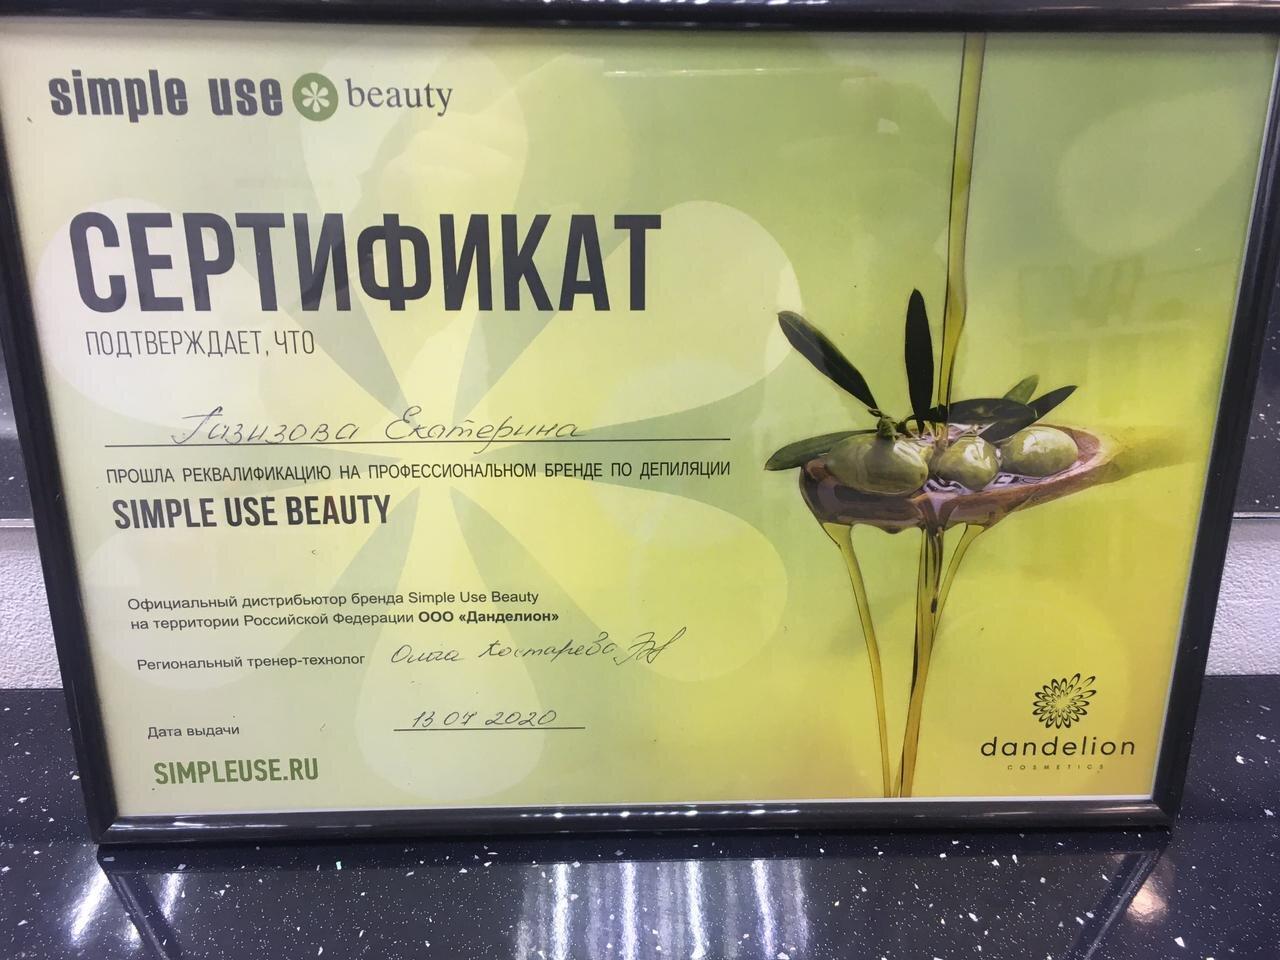 simple use beauty
СЕРТИФИКАТ
ПОДТВЕРЖДАЕТ, ЧТО
Газизова Екатерина
ПРОШЛА РЕКВАЛИФИКАЦИЮ НА ПРОФЕССИОНАЛЬНОМ БРЕНДЕ ПО ДЕПИЛЯЦИИ
SIMPLE USE BEAUTY
Официальный дистрибьютор бренда Simple Use Beauty
на территории Российской Федерации ООО «Данделион»
Региональный тренер-технолог Ольга Костарева
Дата выдачи 13 07 2020
SIMPLEUSE.RU
dandelion
COSMETICS